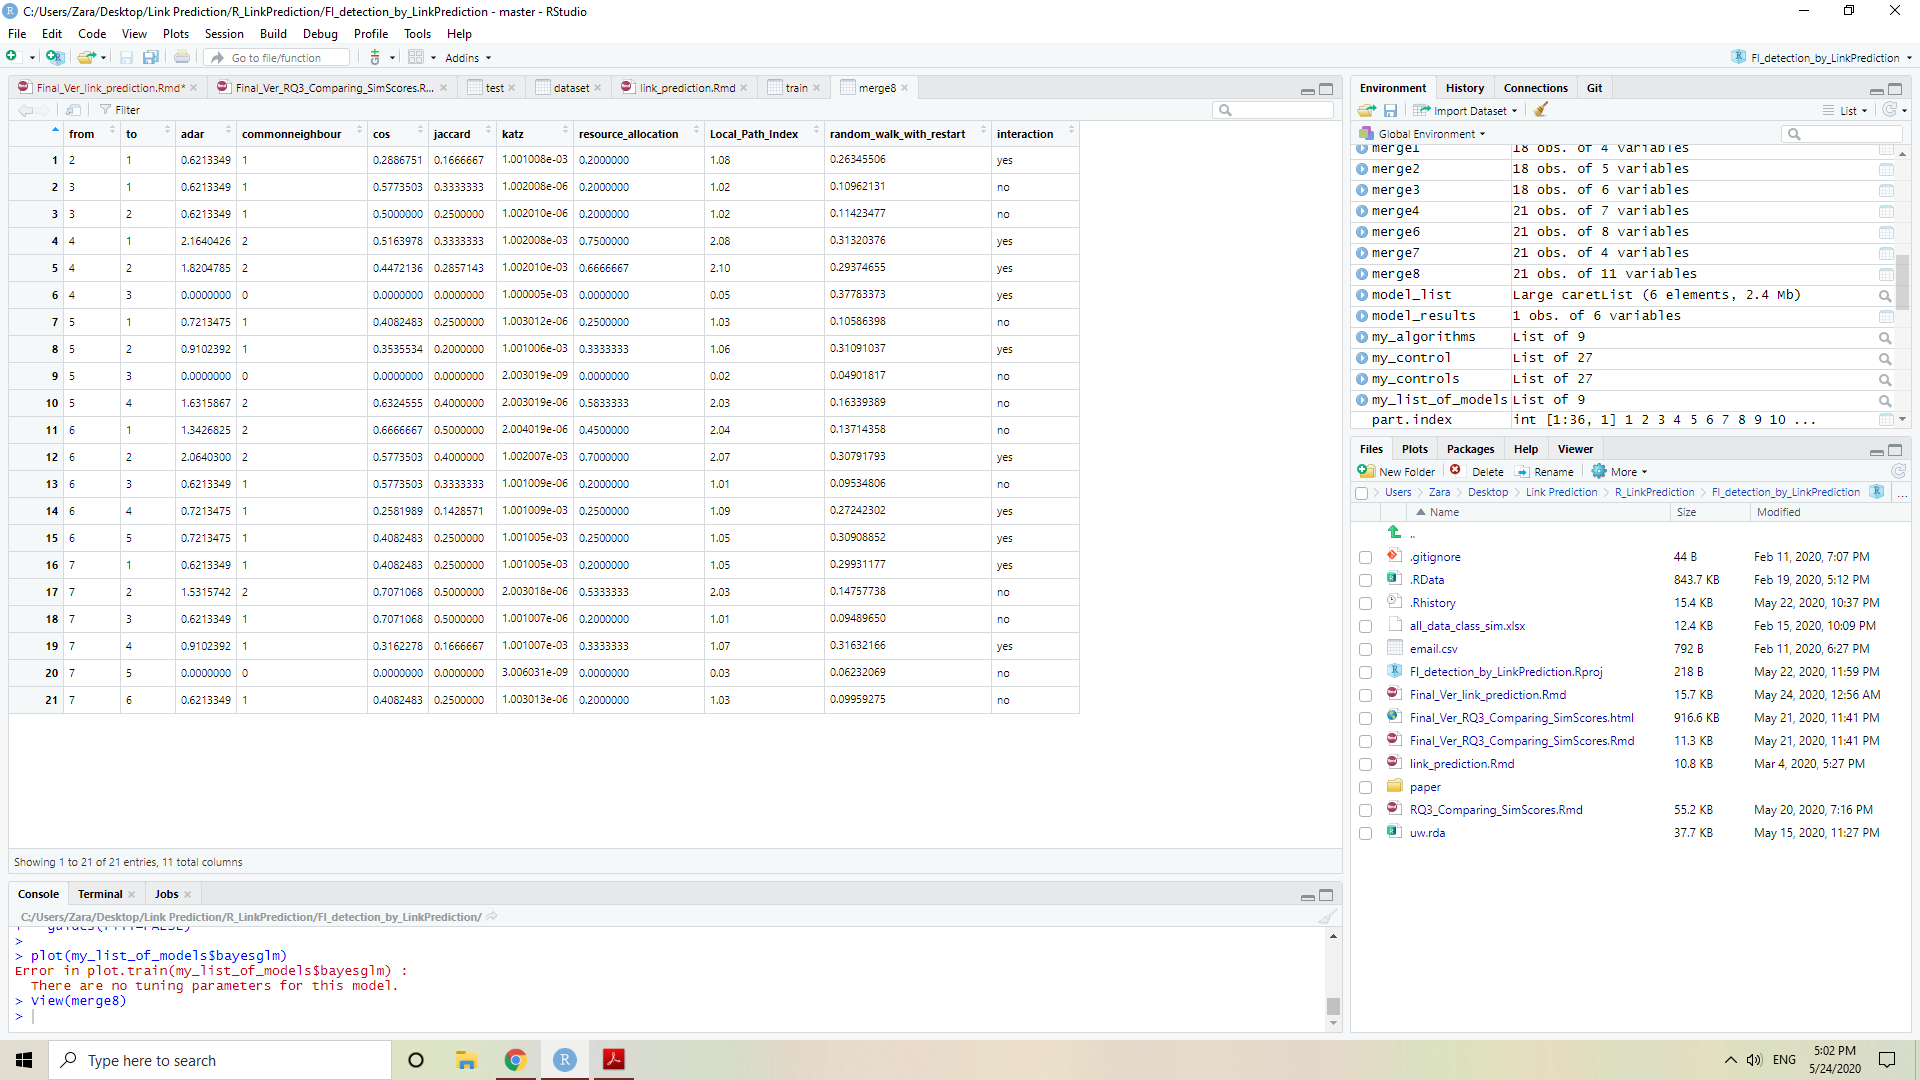 C:/Users/Zara/Desktop/Link Prediction/R_LinkPrediction/FI_detection_by_LinkPrediction - master - RStudio
File Edit Code View Plots Session Build Debug Profile Tools Help
Go to file/function Addins FI_detection_by_LinkPrediction
Final_Ver_link_prediction.Rmd* Final_Ver_RQ3_Comparing_SimScores.R... test dataset link_prediction.Rmd train merge8
Filter
from to adar commonneighbour cos jaccard katz resource_allocation Local_Path_Index random_walk_with_restart interaction
1 2 1 0.6213349 1 0.2886751 0.1666667 1.001008e-03 0.2000000 1.08 0.26345506 yes
2 3 1 0.6213349 1 0.5773503 0.3333333 1.002008e-06 0.2000000 1.02 0.10962131 no
3 3 2 0.6213349 1 0.5000000 0.2500000 1.002010e-06 0.2000000 1.02 0.11423477 no
4 4 1 2.1640426 2 0.5163978 0.3333333 1.002008e-03 0.7500000 2.08 0.31320376 yes
5 4 2 1.8204785 2 0.4472136 0.2857143 1.002010e-03 0.6666667 2.10 0.29374655 yes
6 4 3 0.0000000 0 0.0000000 0.0000000 1.000005e-03 0.0000000 0.05 0.37783373 yes
7 5 1 0.7213475 1 0.4082483 0.2500000 1.003012e-06 0.2500000 1.03 0.10586398 no
8 5 2 0.9102392 1 0.3535534 0.2000000 1.001006e-03 0.3333333 1.06 0.31091037 yes
9 5 3 0.0000000 0 0.0000000 0.0000000 2.003019e-09 0.0000000 0.02 0.04901817 no
10 5 4 1.6315867 2 0.6324555 0.4000000 2.003019e-06 0.5833333 2.03 0.16339389 no
11 6 1 1.3426825 2 0.6666667 0.5000000 2.004019e-06 0.4500000 2.04 0.13714358 no
12 6 2 2.0640300 2 0.5773503 0.4000000 1.002007e-03 0.7000000 2.07 0.30791793 yes
13 6 3 0.6213349 1 0.5773503 0.3333333 1.001009e-06 0.2000000 1.01 0.09534806 no
14 6 4 0.7213475 1 0.2581989 0.1428571 1.001009e-03 0.2500000 1.09 0.27242302 yes
15 6 5 0.7213475 1 0.4082483 0.2500000 1.001005e-03 0.2500000 1.05 0.30908852 yes
16 7 1 0.6213349 1 0.4082483 0.2500000 1.001005e-03 0.2000000 1.05 0.29931177 yes
17 7 2 1.5315742 2 0.7071068 0.5000000 2.003018e-06 0.5333333 2.03 0.14757738 no
18 7 3 0.6213349 1 0.7071068 0.5000000 1.001007e-06 0.2000000 1.01 0.09489650 no
19 7 4 0.9102392 1 0.3162278 0.1666667 1.001007e-03 0.3333333 1.07 0.31632166 yes
20 7 5 0.0000000 0 0.0000000 0.0000000 3.006031e-09 0.0000000 0.03 0.06232069 no
21 7 6 0.6213349 1 0.4082483 0.2500000 1.003013e-06 0.2000000 1.03 0.09959275 no
Showing 1 to 21 of 21 entries, 11 total columns
Console Terminal Jobs
C:/Users/Zara/Desktop/Link Prediction/R_LinkPrediction/FI_detection_by_LinkPrediction/
>
> plot(my_list_of_models$bayesglm)
Error in plot.train(my_list_of_models$bayesglm) :
There are no tuning parameters for this model.
> View(merge8)
>
Environment History Connections Git
Import Dataset List
Global Environment
merge1 18 obs. of 4 variables
merge2 18 obs. of 5 variables
merge3 18 obs. of 6 variables
merge4 21 obs. of 7 variables
merge6 21 obs. of 8 variables
merge7 21 obs. of 4 variables
merge8 21 obs. of 11 variables
model_list Large caretList (6 elements, 2.4 Mb)
model_results 1 obs. of 6 variables
my_algorithms List of 9
my_control List of 27
my_controls List of 27
my_list_of_models List of 9
part.index int [1:36, 1] 1 2 3 4 5 6 7 8 9 10 ...
Files Plots Packages Help Viewer
New Folder Delete Rename More
Users Zara Desktop Link Prediction R_LinkPrediction FI_detection_by_LinkPrediction ...
Name Size Modified
..
.gitignore 44 B Feb 11, 2020, 7:07 PM
.RData 843.7 KB Feb 19, 2020, 5:12 PM
.Rhistory 15.4 KB May 22, 2020, 10:37 PM
all_data_class_sim.xlsx 12.4 KB Feb 15, 2020, 10:09 PM
email.csv 792 B Feb 11, 2020, 6:27 PM
FI_detection_by_LinkPrediction.Rproj 218 B May 22, 2020, 11:59 PM
Final_Ver_link_prediction.Rmd 15.7 KB May 24, 2020, 12:56 AM
Final_Ver_RQ3_Comparing_SimScores.html 916.6 KB May 21, 2020, 11:41 PM
Final_Ver_RQ3_Comparing_SimScores.Rmd 11.3 KB May 21, 2020, 11:41 PM
link_prediction.Rmd 10.8 KB Mar 4, 2020, 5:27 PM
paper
RQ3_Comparing_SimScores.Rmd 55.2 KB May 20, 2020, 7:16 PM
uw.rda 37.7 KB May 15, 2020, 11:27 PM
Type here to search
ENG
5:02 PM
5/24/2020